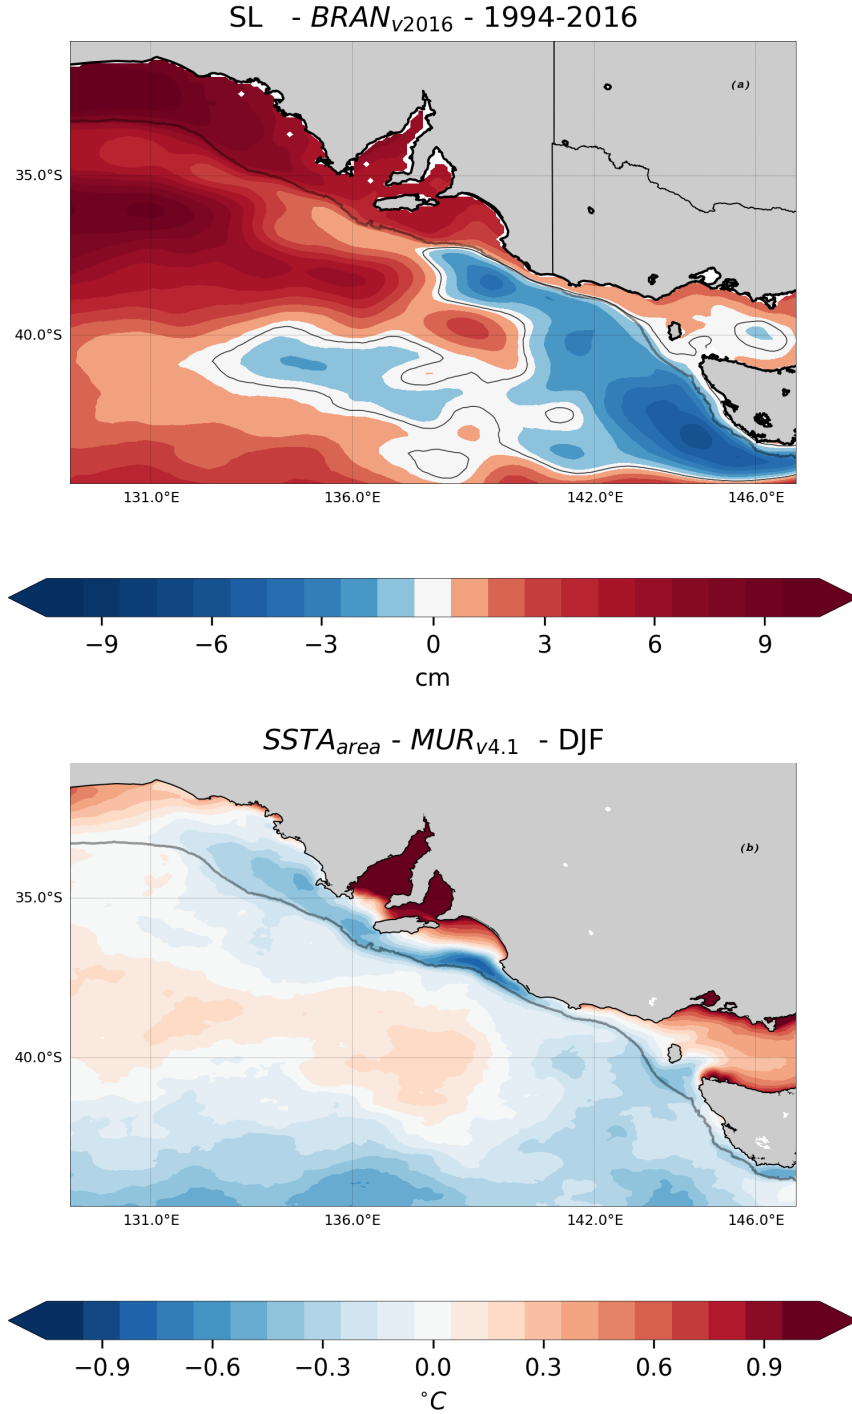 SL - BRANv2016 - 1994-2016
(a)
35.0°S
40.0°S
131.0°E 136.0°E 142.0°E 146.0°E
−9 −6 −3 0 3 6 9
cm
SSTAarea - MURv4.1 - DJF
(b)
35.0°S
40.0°S
131.0°E 136.0°E 142.0°E 146.0°E
−0.9 −0.6 −0.3 0.0 0.3 0.6 0.9
°C